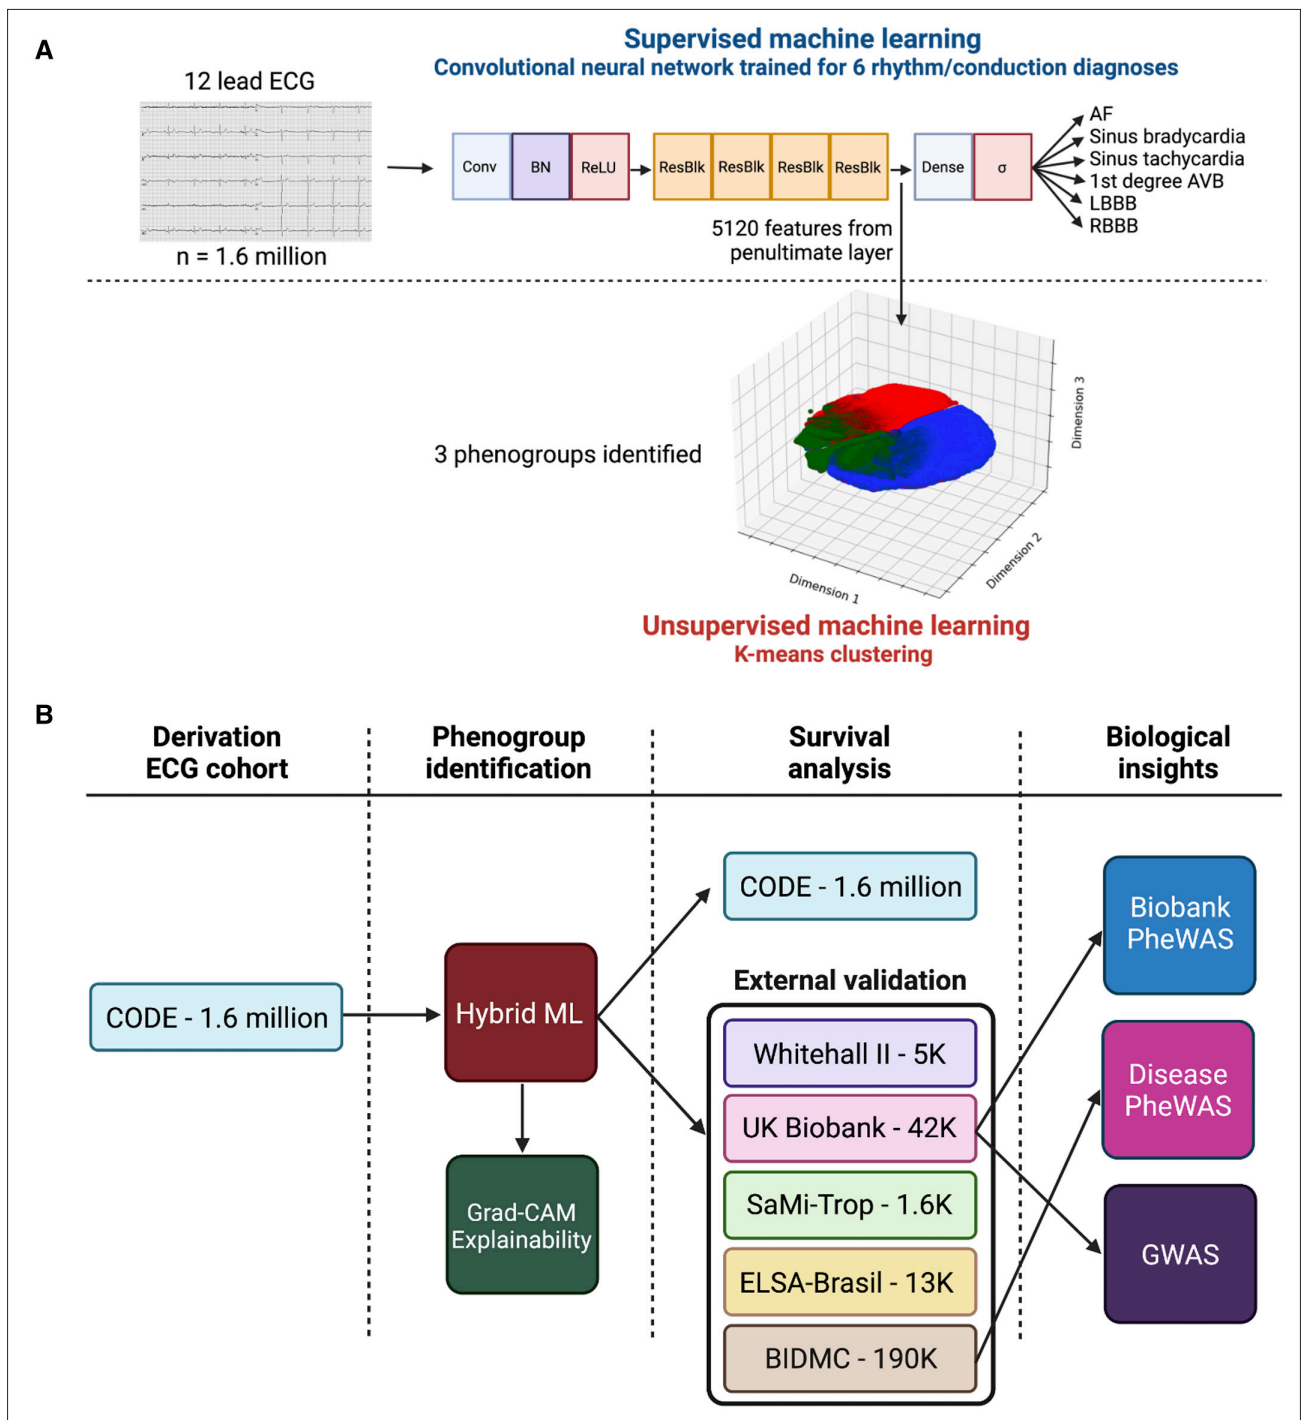 A
Supervised machine learning
Convolutional neural network trained for 6 rhythm/conduction diagnoses
12 lead ECG
n = 1.6 million
Conv
BN
ReLU
ResBlk
ResBlk
ResBlk
ResBlk
Dense
σ
AF
Sinus bradycardia
Sinus tachycardia
1st degree AVB
LBBB
RBBB
5120 features from
penultimate layer
3 phenogroups identified
Dimension 1
Dimension 2
Dimension 3
Unsupervised machine learning
K-means clustering
B
Derivation
ECG cohort
Phenogroup
identification
Survival
analysis
Biological
insights
CODE - 1.6 million
Hybrid ML
Grad-CAM
Explainability
CODE - 1.6 million
External validation
Whitehall II - 5K
UK Biobank - 42K
SaMi-Trop - 1.6K
ELSA-Brasil - 13K
BIDMC - 190K
Biobank
PheWAS
Disease
PheWAS
GWAS